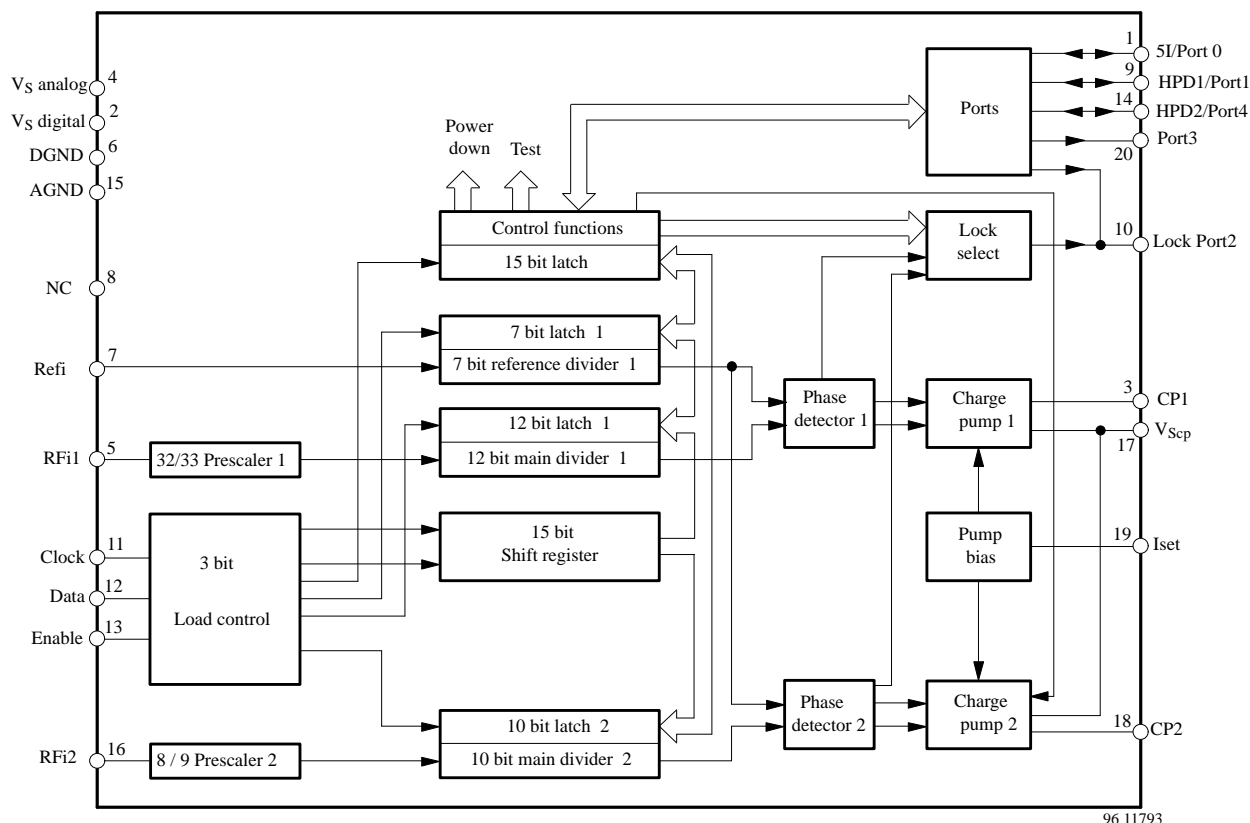 VS analog
4
VS digital
2
DGND
6
AGND
15
NC
8
Refi
7
RFi1
5
Clock
11
Data
12
Enable
13
RFi2
16
Power
down
Test
Control functions
15 bit latch
7 bit latch 1
7 bit reference divider 1
12 bit latch 1
12 bit main divider 1
32/33 Prescaler 1
3 bit
Load control
15 bit
Shift register
10 bit latch 2
10 bit main divider 2
8 / 9 Prescaler 2
Phase
detector 1
Phase
detector 2
Ports
Lock
select
Charge
pump 1
Pump
bias
Charge
pump 2
1
5I/Port 0
9
HPD1/Port1
14
HPD2/Port4
Port3
20
10
Lock Port2
3
CP1
VScp
17
19
Iset
18
CP2
96 11793